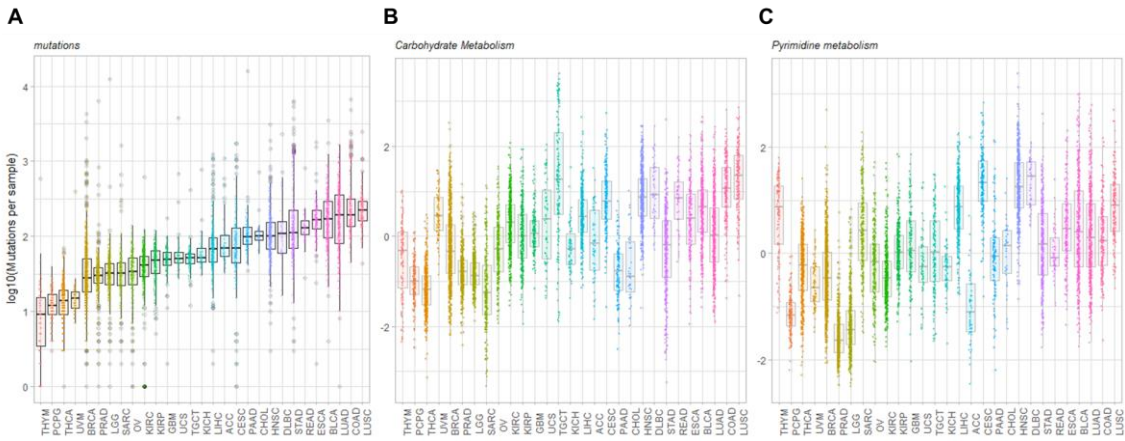 A
B
C
mutations
Carbohydrate Metabolism
Pyrimidine metabolism
log10(Mutations per sample)
4
3
2
1
0
2
0
-2
2
0
-2
THYM PCPG THCA UVM BRCA PRAD LGG SARC OV KIRC KIRP GBM UCS TGCT KICH LIHC ACC CESC PAAD CHOL HNSC DLBC STAD READ ESCA BLCA LUAD COAD LUSC
THYM PCPG THCA UVM BRCA PRAD LGG SARC OV KIRC KIRP GBM UCS TGCT KICH LIHC ACC CESC PAAD CHOL HNSC DLBC STAD READ ESCA BLCA LUAD COAD LUSC
THYM PCPG THCA UVM BRCA PRAD LGG SARC OV KIRC KIRP GBM UCS TGCT KICH LIHC ACC CESC PAAD CHOL HNSC DLBC STAD READ ESCA BLCA LUAD COAD LUSC